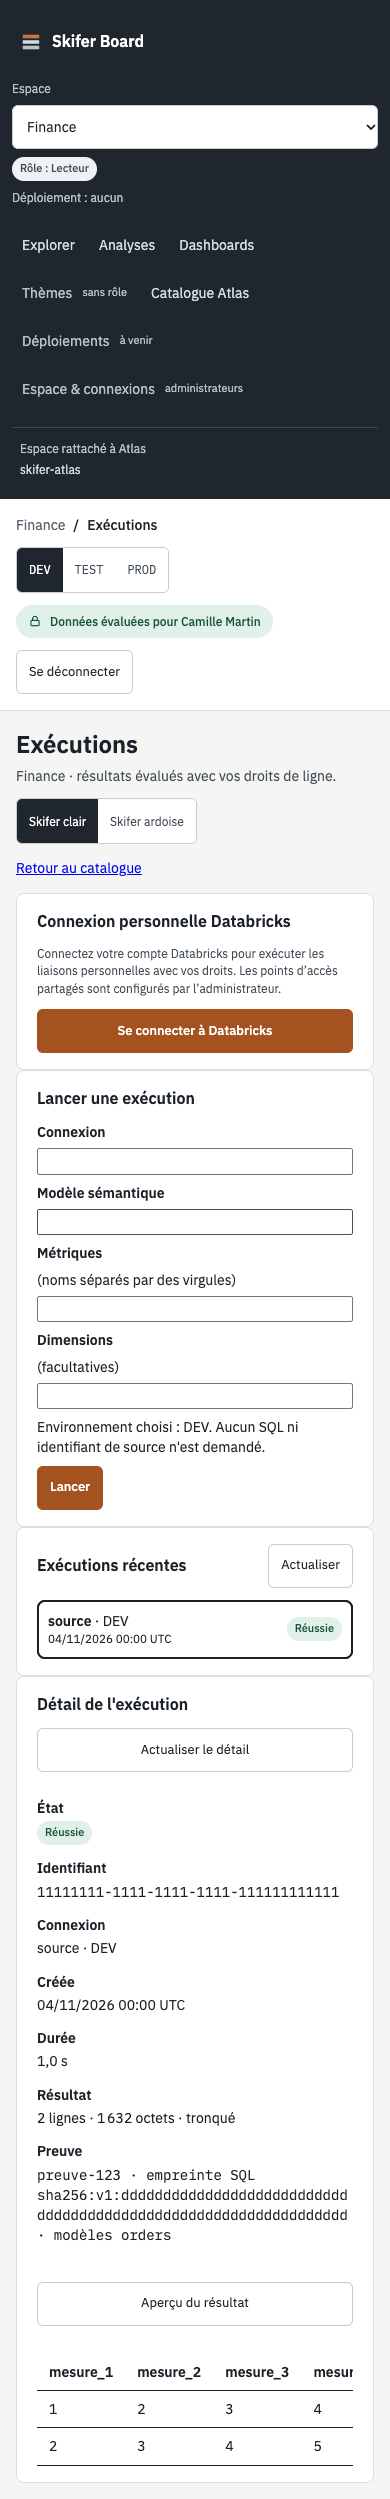 Skifer Board
Espace
Finance
Rôle : Lecteur
Déploiement : aucun
Explorer Analyses Dashboards
Thèmes sans rôle Catalogue Atlas
Déploiements à venir
Espace & connexions administrateurs
Espace rattaché à Atlas
skifer-atlas
Finance / Exécutions
DEV TEST PROD
Données évaluées pour Camille Martin
Se déconnecter
Exécutions
Finance · résultats évalués avec vos droits de ligne.
Skifer clair Skifer ardoise
Retour au catalogue
Connexion personnelle Databricks
Connectez votre compte Databricks pour exécuter les
liaisons personnelles avec vos droits. Les points d’accès
partagés sont configurés par l’administrateur.
Se connecter à Databricks
Lancer une exécution
Connexion
Modèle sémantique
Métriques
(noms séparés par des virgules)
Dimensions
(facultatives)
Environnement choisi : DEV. Aucun SQL ni
identifiant de source n'est demandé.
Lancer
Exécutions récentes Actualiser
source · DEV
04/11/2026 00:00 UTC
Réussie
Détail de l'exécution
Actualiser le détail
État
Réussie
Identifiant
11111111-1111-1111-1111-111111111111
Connexion
source · DEV
Créée
04/11/2026 00:00 UTC
Durée
1,0 s
Résultat
2 lignes · 1 632 octets · tronqué
Preuve
preuve-123 · empreinte SQL
sha256:v1:ddddddddddddddddddddddddddd
ddddddddddddddddddddddddddddddddddddd
· modèles orders
Aperçu du résultat
mesure_1 mesure_2 mesure_3 mesur
1 2 3 4
2 3 4 5